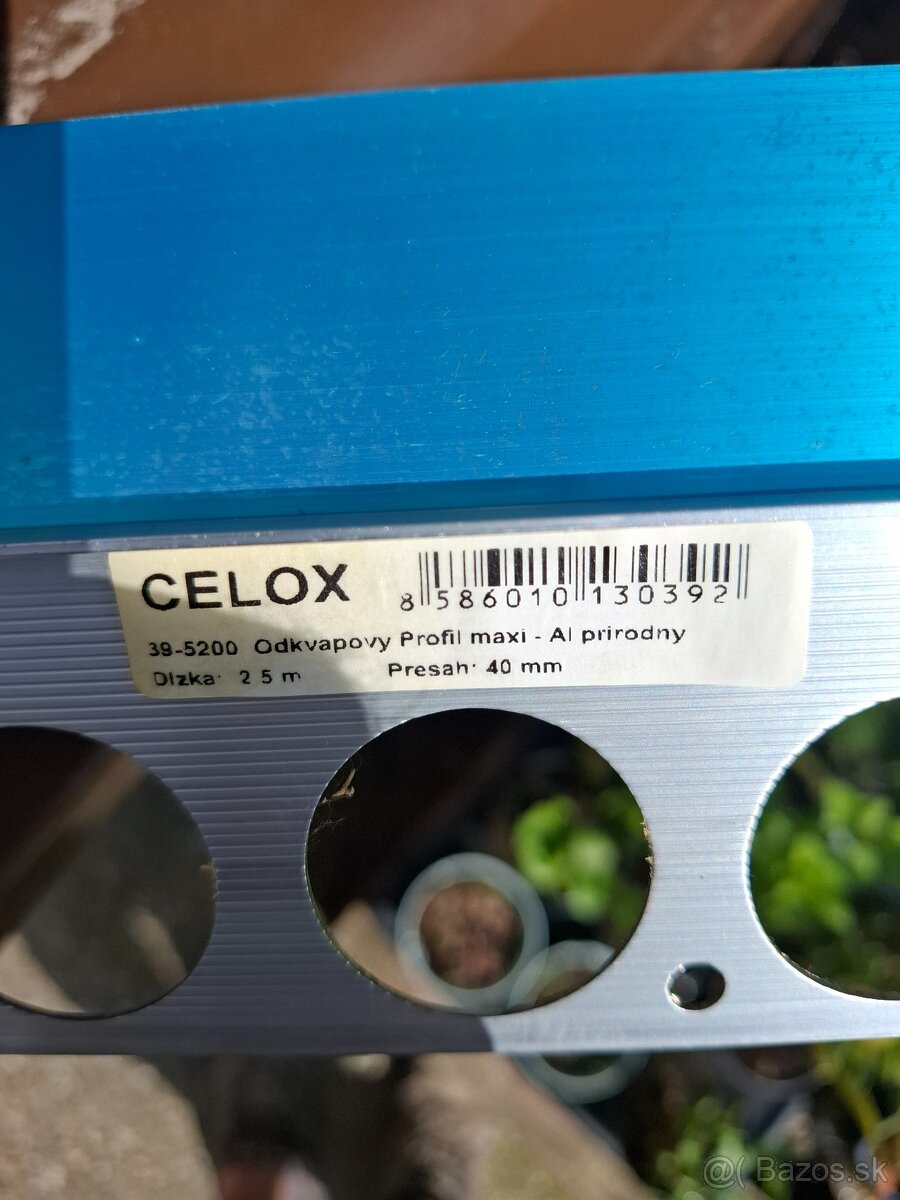 CELOX
8 586010 130392
39-5200 Odkvapovy Profil maxi - Al prirodny
Dlzka: 2 5 m Presah: 40 mm
@( Bazos.sk